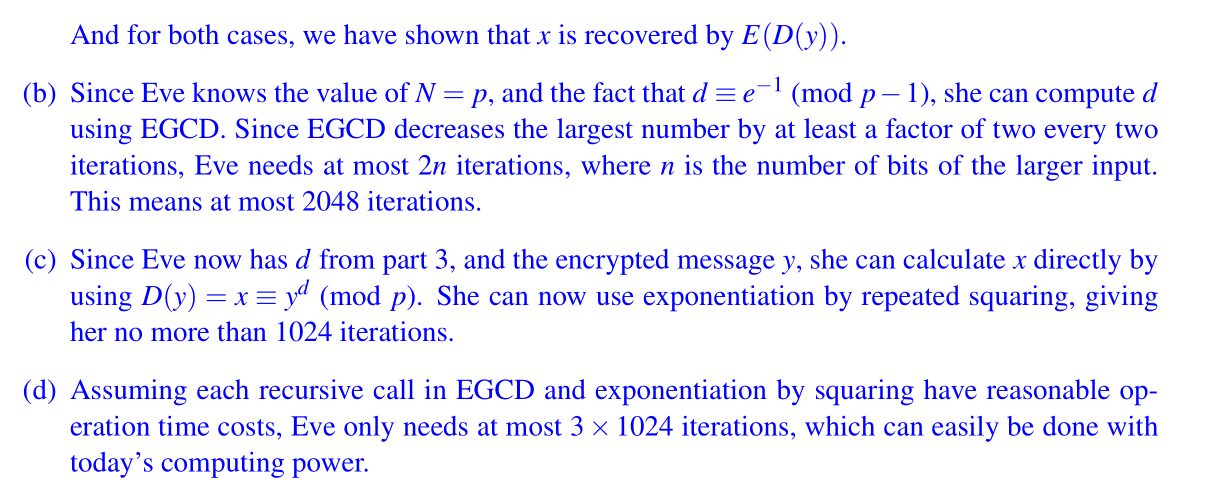 And for both cases, we have shown that x is recovered by E(D(y)).
(b) Since Eve knows the value of N = p, and the fact that d ≡ e⁻¹ (mod p − 1), she can compute d
using EGCD. Since EGCD decreases the largest number by at least a factor of two every two
iterations, Eve needs at most 2n iterations, where n is the number of bits of the larger input.
This means at most 2048 iterations.
(c) Since Eve now has d from part 3, and the encrypted message y, she can calculate x directly by
using D(y) = x ≡ yᵈ (mod p). She can now use exponentiation by repeated squaring, giving
her no more than 1024 iterations.
(d) Assuming each recursive call in EGCD and exponentiation by squaring have reasonable op-
eration time costs, Eve only needs at most 3 × 1024 iterations, which can easily be done with
today's computing power.